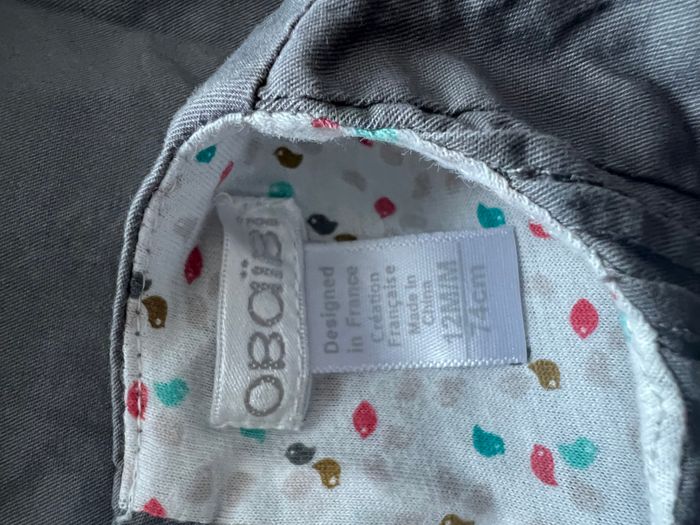 OBAÏBI
Designed
in France
Création
Française
Made in
China
12M/M
74cm